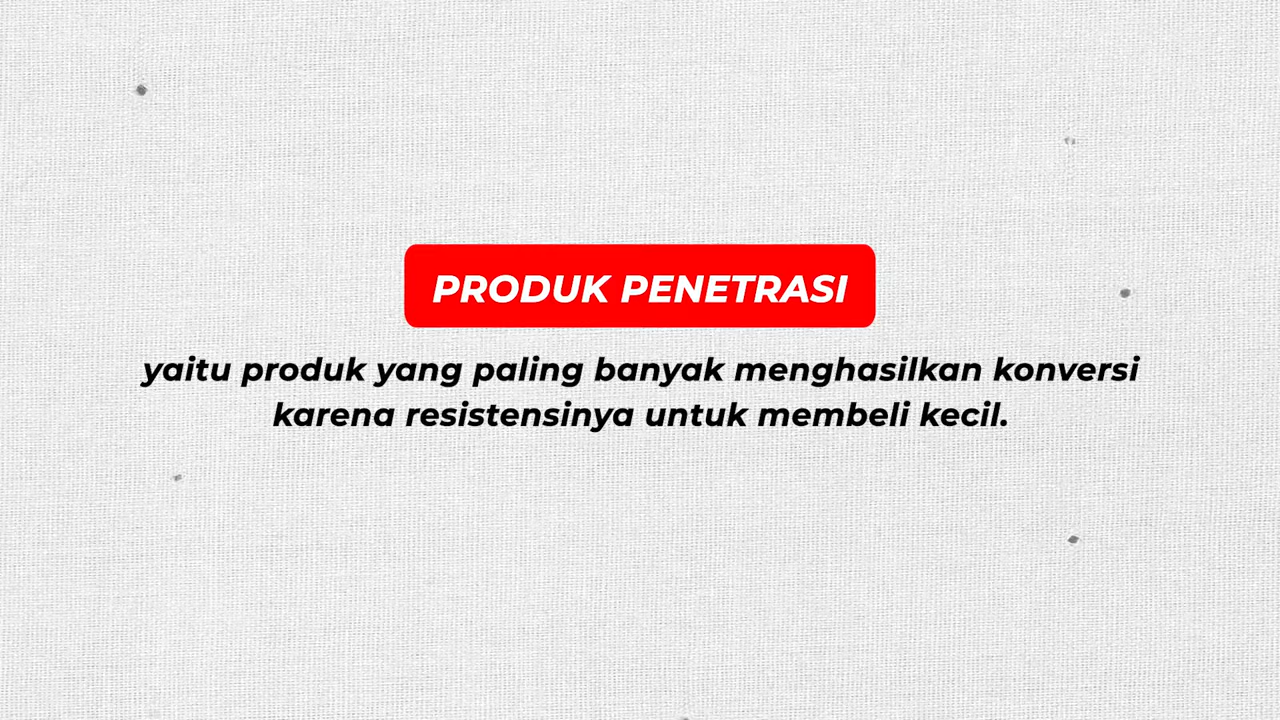 PRODUK PENETRASI
yaitu produk yang paling banyak menghasilkan konversi
karena resistensinya untuk membeli kecil.